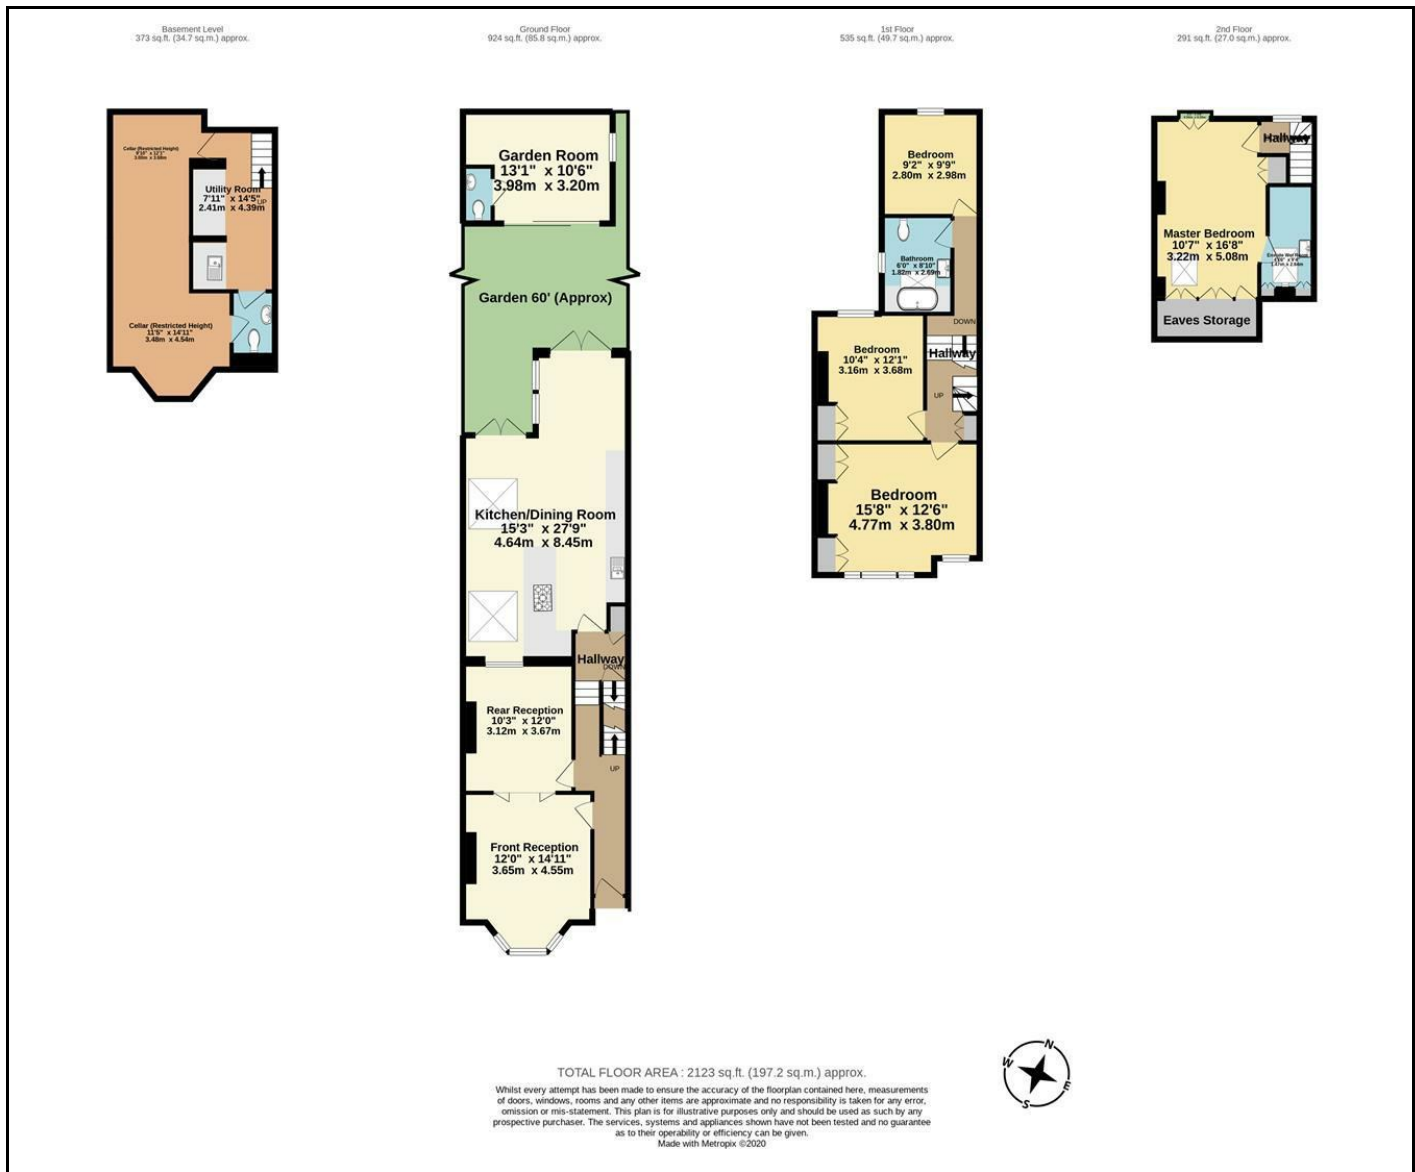 Basement Level
373 sq.ft. (34.7 sq.m.) approx.
Ground Floor
924 sq.ft. (85.8 sq.m.) approx.
1st Floor
535 sq.ft. (49.7 sq.m.) approx.
2nd Floor
291 sq.ft. (27.0 sq.m.) approx.
Cellar (Restricted Height)
Utility Room
7'11" x 14'5"
2.41m x 4.39m
UP
Cellar (Restricted Height)
11'5" x 14'11"
3.48m x 4.54m
Garden Room
13'1" x 10'6"
3.98m x 3.20m
Garden 60' (Approx)
Kitchen/Dining Room
15'3" x 27'9"
4.64m x 8.45m
Hallway
DOWN
Rear Reception
10'3" x 12'0"
3.12m x 3.67m
UP
Front Reception
12'0" x 14'11"
3.65m x 4.55m
Bedroom
9'2" x 9'9"
2.80m x 2.98m
Bathroom
6'0" x 8'10"
1.82m x 2.69m
DOWN
Hallway
Bedroom
10'4" x 12'1"
3.16m x 3.68m
UP
Bedroom
15'8" x 12'6"
4.77m x 3.80m
Hallway
Master Bedroom
10'7" x 16'8"
3.22m x 5.08m
Eaves Storage
N
W
E
S
TOTAL FLOOR AREA : 2123 sq.ft. (197.2 sq.m.) approx.
Whilst every attempt has been made to ensure the accuracy of the floorplan contained here, measurements
of doors, windows, rooms and any other items are approximate and no responsibility is taken for any error,
omission or mis-statement. This plan is for illustrative purposes only and should be used as such by any
prospective purchaser. The services, systems and appliances shown have not been tested and no guarantee
as to their operability or efficiency can be given.
Made with Metropix ©2020